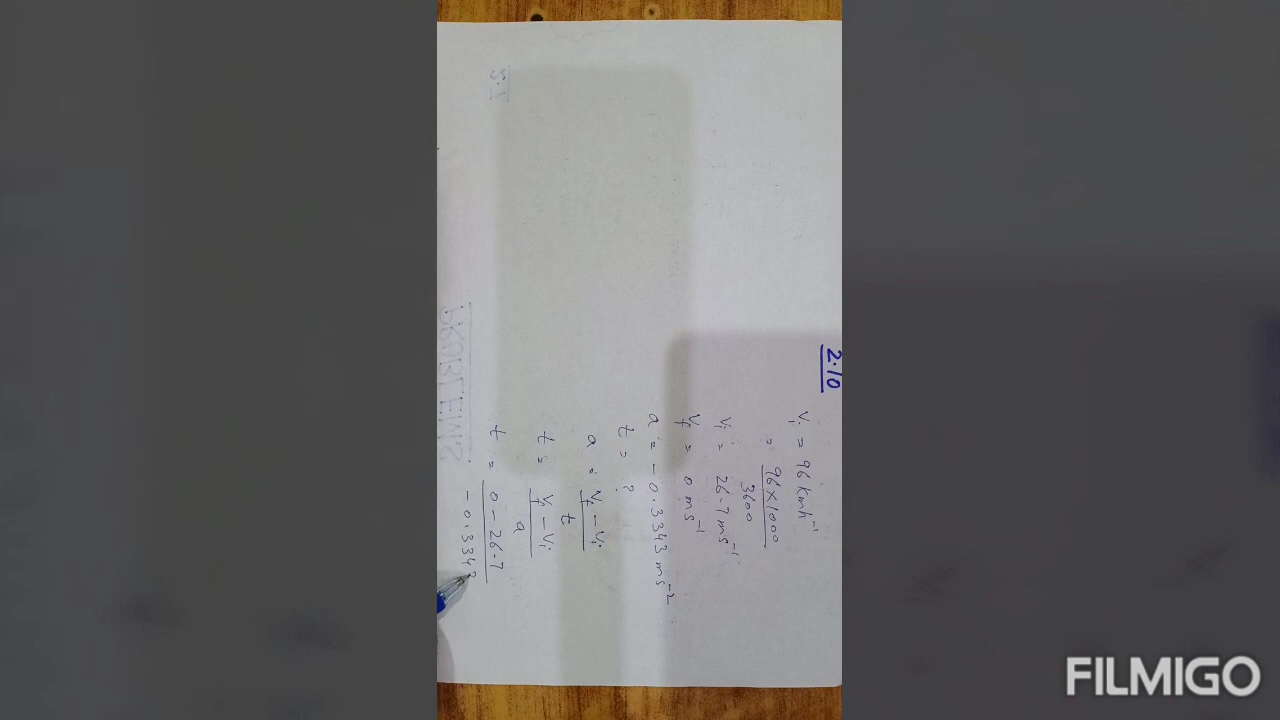 2.10
Vi = 96 kmh⁻¹
= 96 × 1000
3600
Vi = 26.7 ms⁻¹
Vf = 0 ms⁻¹
a = - 0.3343 ms⁻²
t = ?
a = Vf - Vi
t
t = Vf - Vi
a
t = 0 - 26.7
- 0.3343
PROBLEMS
FILMIGO